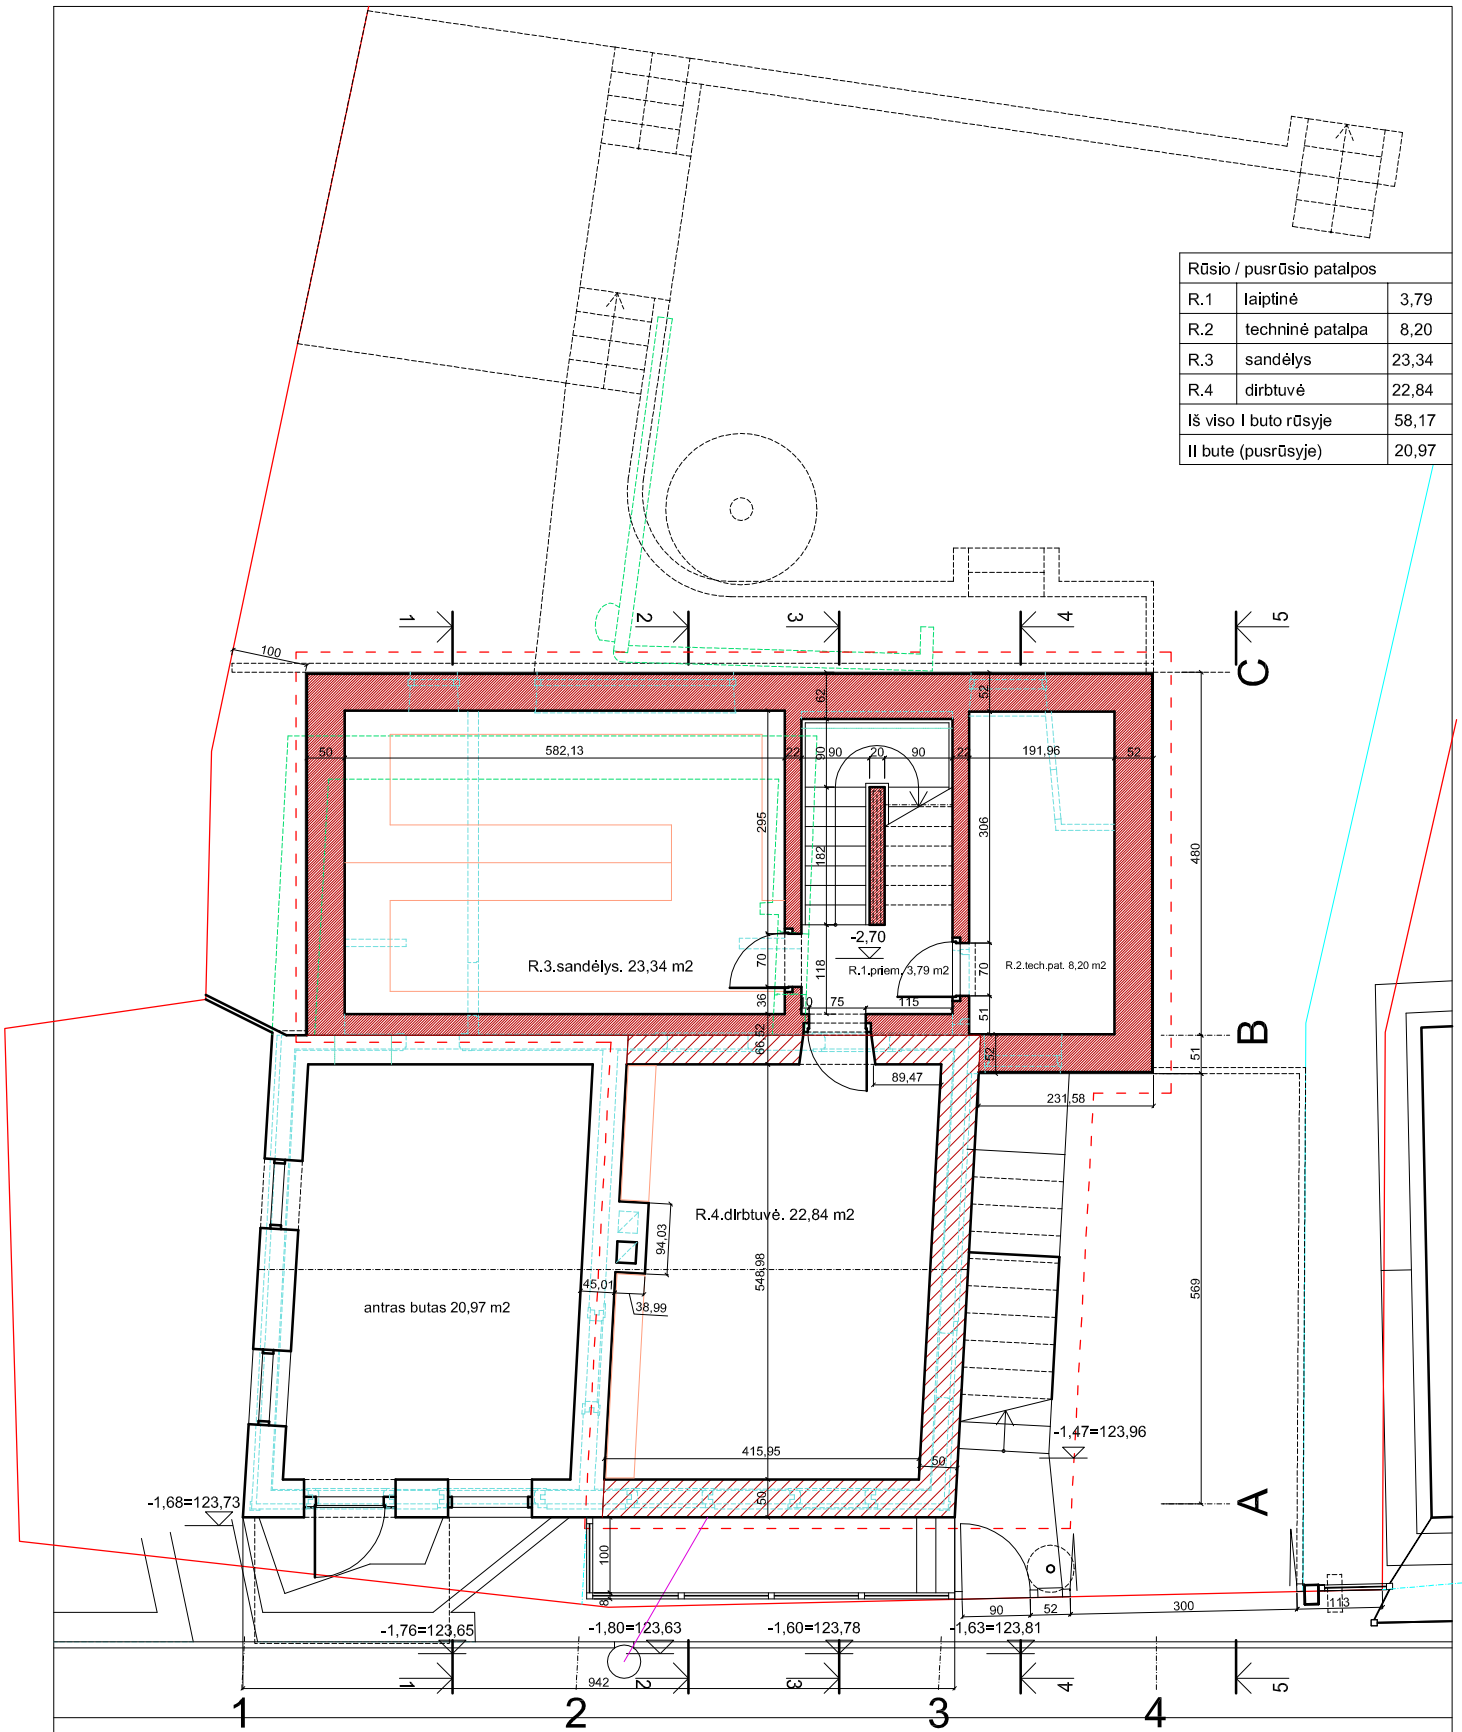 Rūsio / pusrūsio patalpos
R.1 laiptinė 3,79
R.2 techninė patalpa 8,20
R.3 sandėlys 23,34
R.4 dirbtuvė 22,84
Iš viso I buto rūsyje 58,17
II bute (pusrūsyje) 20,97
1 2 3 4 5
C
100
62 52
50 582,13 22 90 90 20 90 22 191,96 52
295 182 306 480
-2,70
R.3.sandėlys. 23,34 m2
R.1.priem. 3,79 m2
R.2.tech.pat. 8,20 m2
70 118 70
36 0 75 115 51
B
66,52 52 51
89,47
231,58
R.4.dirbtuvė. 22,84 m2
94,03
548,98
45,01
38,99
569
antras butas 20,97 m2
-1,47=123,96
415,95
50
50
-1,68=123,73
A
100
8
90 52 300 113
-1,76=123,65
-1,80=123,63
-1,60=123,78
-1,63=123,81
942
1 2 3 4 5
1 2 3 4